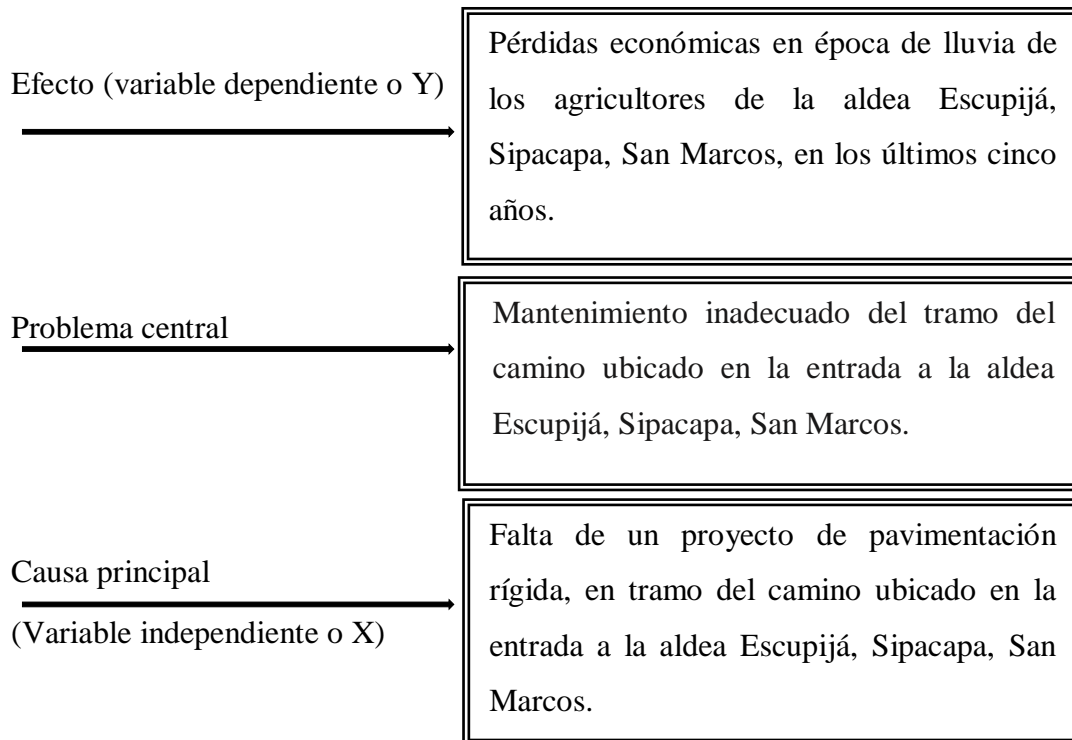 Efecto (variable dependiente o Y)
Pérdidas económicas en época de lluvia de
los agricultores de la aldea Escupijá,
Sipacapa, San Marcos, en los últimos cinco
años.
Problema central
Mantenimiento inadecuado del tramo del
camino ubicado en la entrada a la aldea
Escupijá, Sipacapa, San Marcos.
Causa principal
(Variable independiente o X)
Falta de un proyecto de pavimentación
rígida, en tramo del camino ubicado en la
entrada a la aldea Escupijá, Sipacapa, San
Marcos.